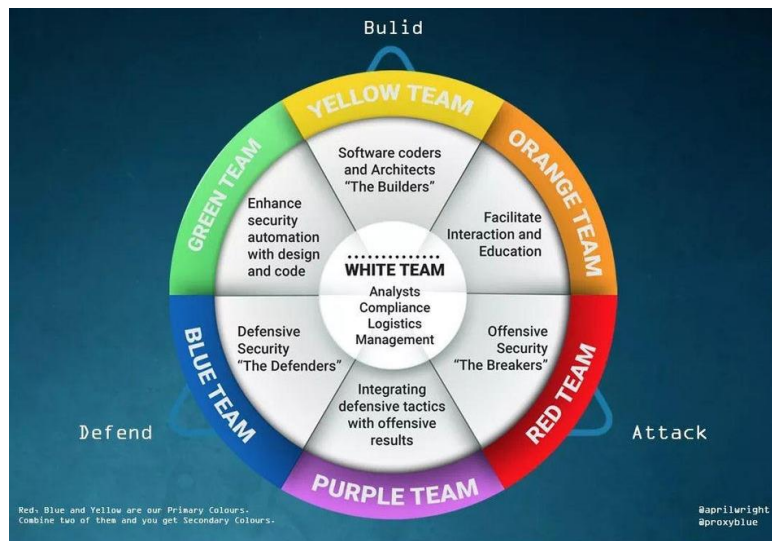 Bulid
YELLOW TEAM
Software coders
and Architects
“The Builders”
ORANGE TEAM
Facilitate
Interaction and
Education
GREEN TEAM
Enhance
security
automation
with design
and code
WHITE TEAM
Analysts
Compliance
Logistics
Management
BLUE TEAM
Defensive
Security
“The Defenders”
RED TEAM
Offensive
Security
“The Breakers”
Integrating
defensive tactics
with offensive
results
PURPLE TEAM
Defend
Attack
Red, Blue and Yellow are our Primary Colours.
Combine two of them and you get Secondary Colours.
@aprilwright
@proxyblue